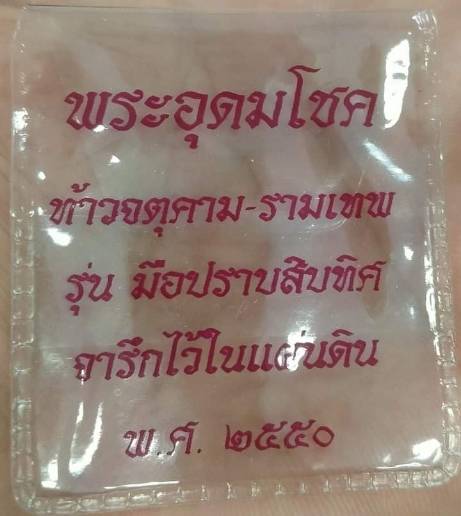 พระอุดมโชค
ท้าวจตุคาม-รามเทพ
รุ่น มือปราบสิบทิศ
จารึกไว้ในแผ่นดิน
พ.ศ. ๒๕๕๐